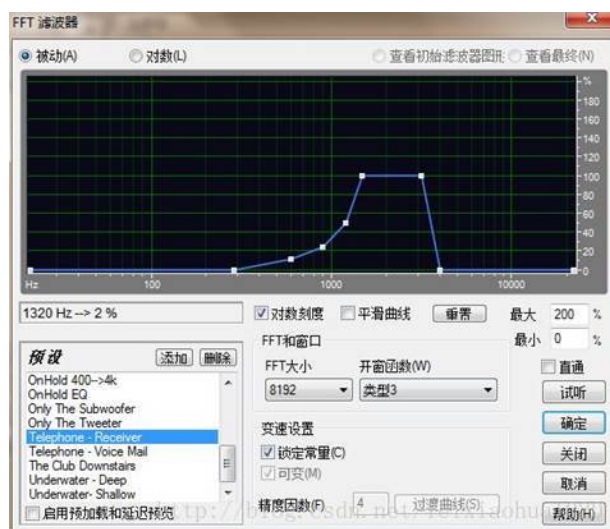 FFT 滤波器
被动(A) 对数(L) 查看初始滤波器图形 查看最终(N)
%
180
160
140
120
100
80
60
40
20
0
Hz 100 1000 10000
1320 Hz --> 2 %
对数刻度 平滑曲线 重置 最大 200 %
最小 0 %
预设 添加 删除
OnHold 400-->4k
OnHold EQ
Only The Subwoofer
Only The Tweeter
Telephone - Receiver
Telephone - Voice Mail
The Club Downstairs
Underwater - Deep
Underwater- Shallow
启用预加载和延迟预览
FFT和窗口
FFT大小 开窗函数(W)
8192 类型3
变速设置
锁定常量(C)
可变(M)
精度因数(F) 4 过渡曲线(S)
直通
试听
确定
关闭
取消
帮助(H)